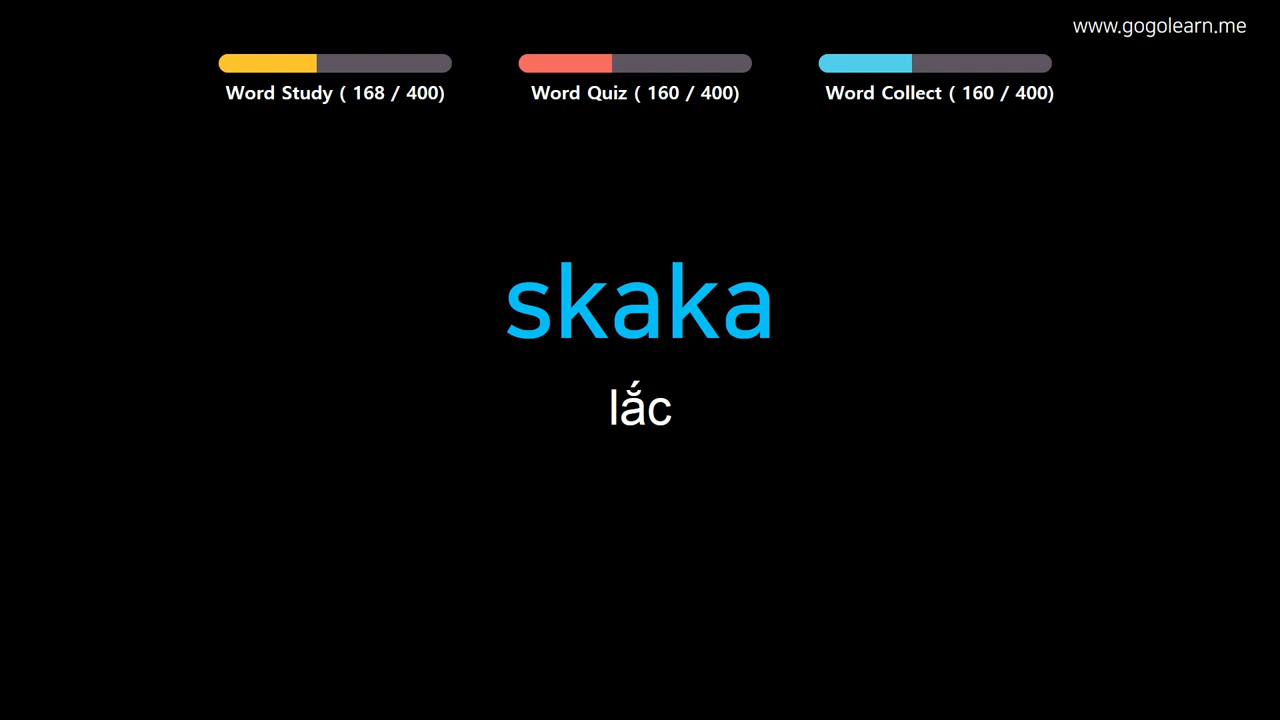 www.gogolearn.me
Word Study ( 168 / 400)
Word Quiz ( 160 / 400)
Word Collect ( 160 / 400)
skaka
lắc